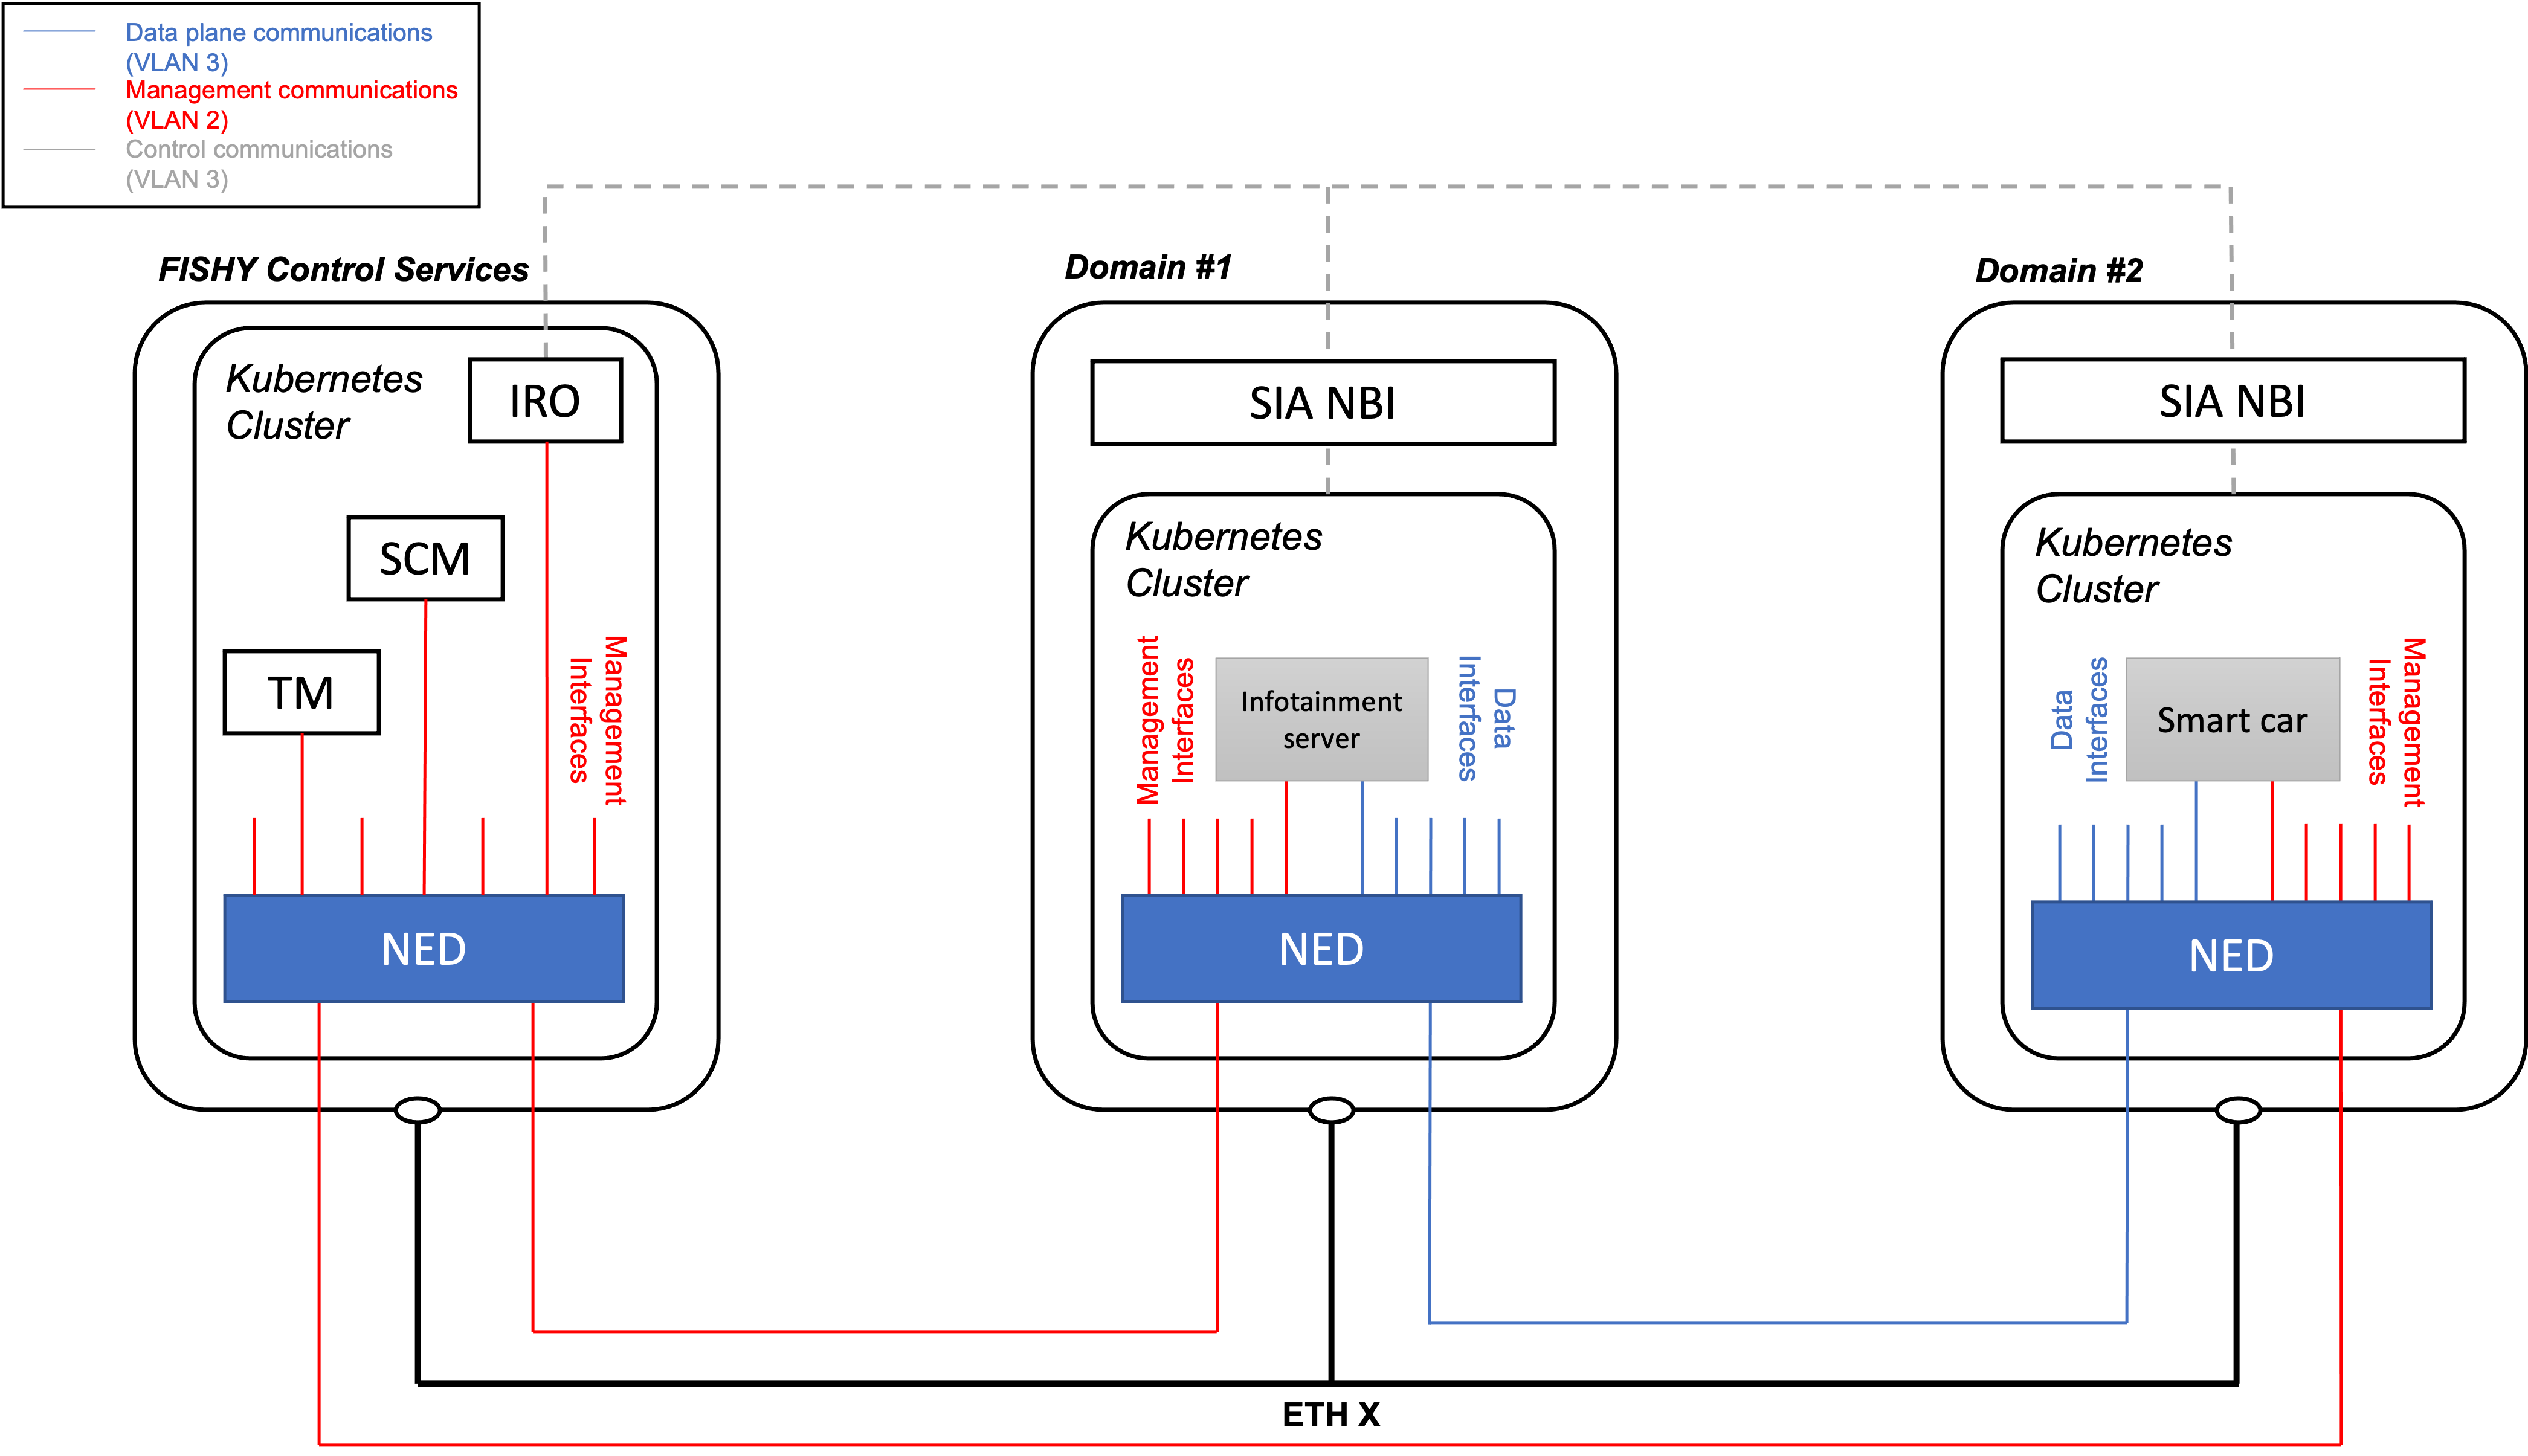 Data plane communications
(VLAN 3)
Management communications
(VLAN 2)
Control communications
(VLAN 3)
FISHY Control Services
Kubernetes
Cluster
IRO
SCM
TM
Management
Interfaces
NED
Domain #1
SIA NBI
Kubernetes
Cluster
Management
Interfaces
Infotainment
server
Data
Interfaces
NED
Domain #2
SIA NBI
Kubernetes
Cluster
Data
Interfaces
Smart car
Management
Interfaces
NED
ETH X